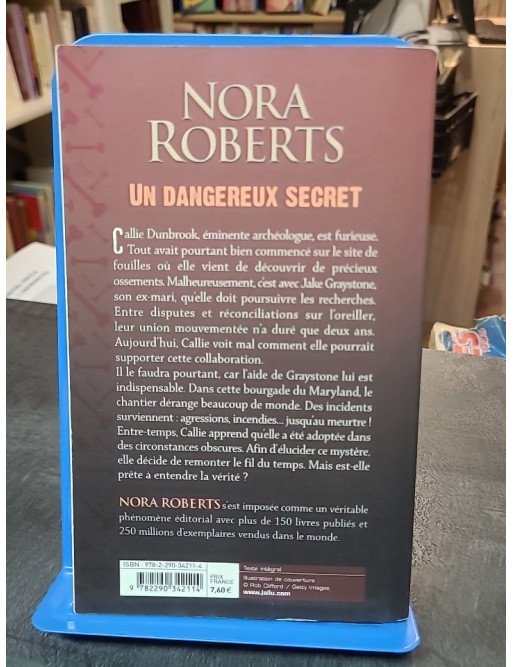 NORA
ROBERTS
UN DANGEREUX SECRET
Callie Dunbrook, éminente archéologue, est furieuse.
Tout avait pourtant bien commencé sur le site de
fouilles où elle vient de découvrir de précieux
ossements. Malheureusement, c'est avec Jake Graystone,
son ex-mari, qu'elle doit poursuivre les recherches.
Entre disputes et réconciliations sur l'oreiller,
leur union mouvementée n'a duré que deux ans.
Aujourd'hui, Callie voit mal comment elle pourrait
supporter cette collaboration.
Il le faudra pourtant, car l'aide de Graystone lui est
indispensable. Dans cette bourgade du Maryland, le
chantier dérange beaucoup de monde. Des incidents
surviennent : agressions, incendies... jusqu'au meurtre !
Entre-temps, Callie apprend qu'elle a été adoptée dans
des circonstances obscures. Afin d'élucider ce mystère,
elle décide de remonter le fil du temps. Mais est-elle
prête à entendre la vérité ?
NORA ROBERTS s'est imposée comme un véritable
phénomène éditorial avec plus de 150 livres publiés et
250 millions d'exemplaires vendus dans le monde.
ISBN : 978-2-290-34211-4
9 782290 342114
PRIX
FRANCE
7,60 €
Texte intégral
Illustration de couverture
© Rob Clifford / Getty Images
www.jailu.com